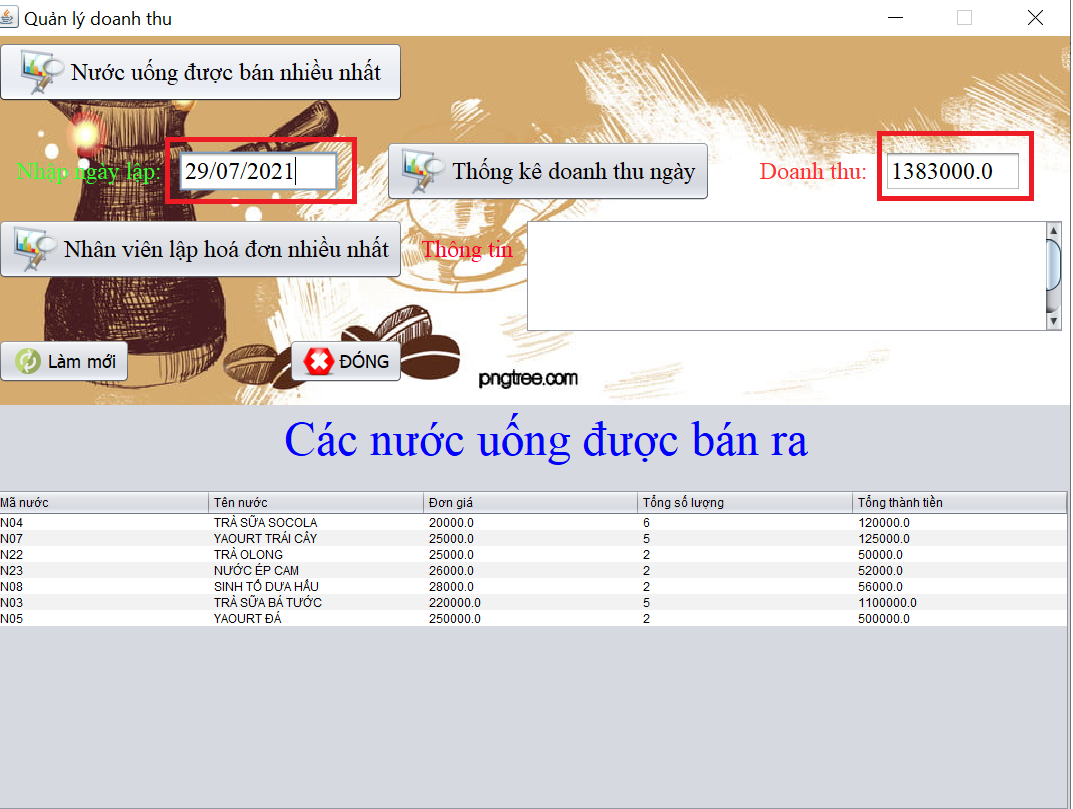 Quản lý doanh thu
Nước uống được bán nhiều nhất
Nhập ngày lập: 29/07/2021 Thống kê doanh thu ngày Doanh thu: 1383000.0
Nhân viên lập hoá đơn nhiều nhất Thông tin
Làm mới ĐÓNG
pngtree.com
Các nước uống được bán ra
Mã nước Tên nước Đơn giá Tổng số lượng Tổng thành tiền
N04 TRÀ SỮA SOCOLA 20000.0 6 120000.0
N07 YAOURT TRÁI CÂY 25000.0 5 125000.0
N22 TRÀ OLONG 25000.0 2 50000.0
N23 NƯỚC ÉP CAM 26000.0 2 52000.0
N08 SINH TỐ DƯA HẤU 28000.0 2 56000.0
N03 TRÀ SỮA BÁ TƯỚC 220000.0 5 1100000.0
N05 YAOURT ĐÁ 250000.0 2 500000.0